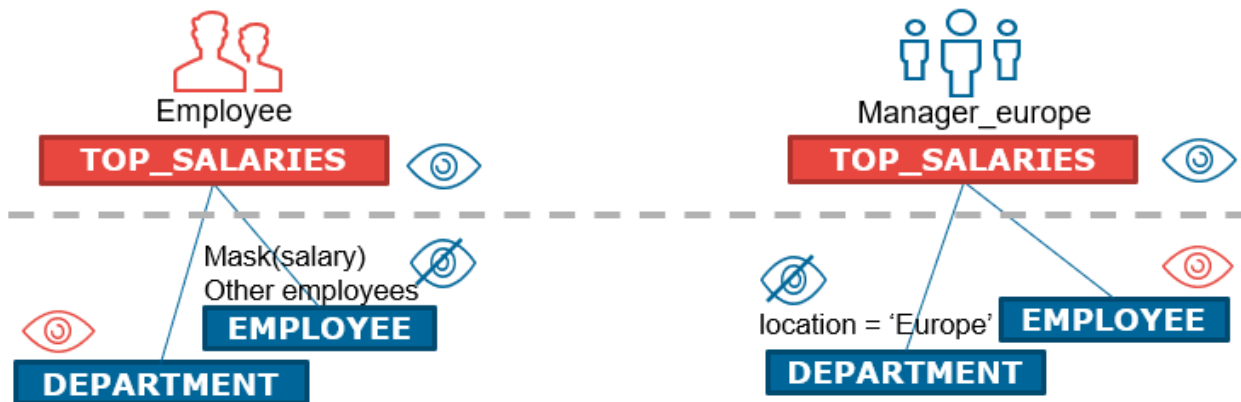 Employee
TOP_SALARIES
Mask(salary)
Other employees
EMPLOYEE
DEPARTMENT
Manager_europe
TOP_SALARIES
location = ‘Europe’
EMPLOYEE
DEPARTMENT